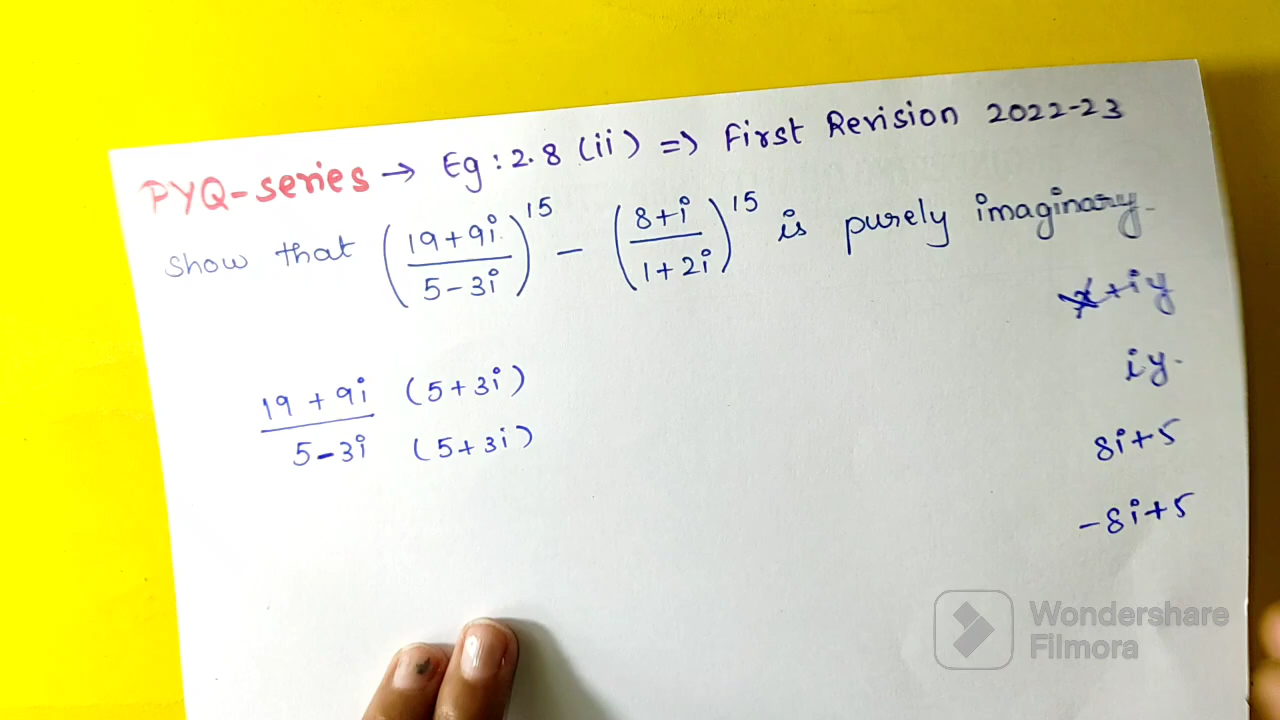 PYQ-series → Eg : 2.8 (ii) => First Revision 2022-23
Show that ((19+9i)/(5-3i))^15 - ((8+i)/(1+2i))^15 is purely imaginary.
x+iy
iy.
19+9i (5+3i)
5-3i (5+3i)
8i+5
-8i+5
Wondershare
Filmora